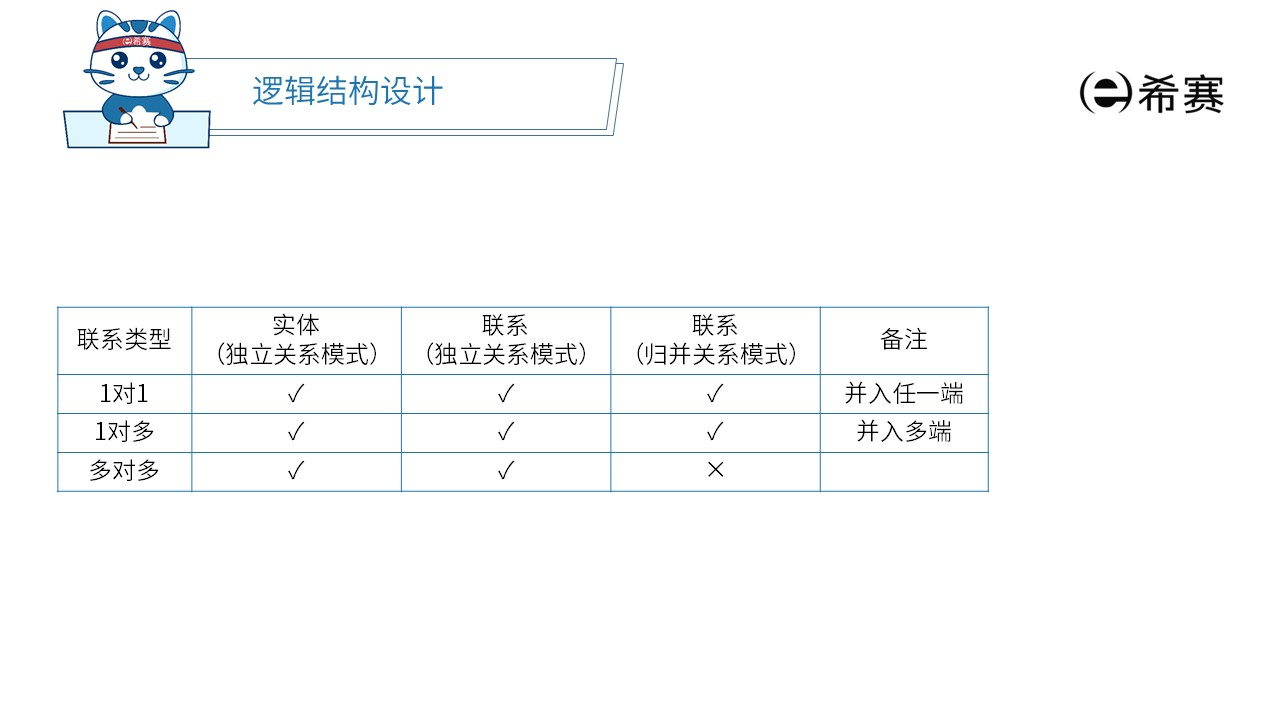 希赛
逻辑结构设计
希赛
联系类型
实体
（独立关系模式）
联系
（独立关系模式）
联系
（归并关系模式）
备注
1对1
✓
✓
✓
并入任一端
1对多
✓
✓
✓
并入多端
多对多
✓
✓
×